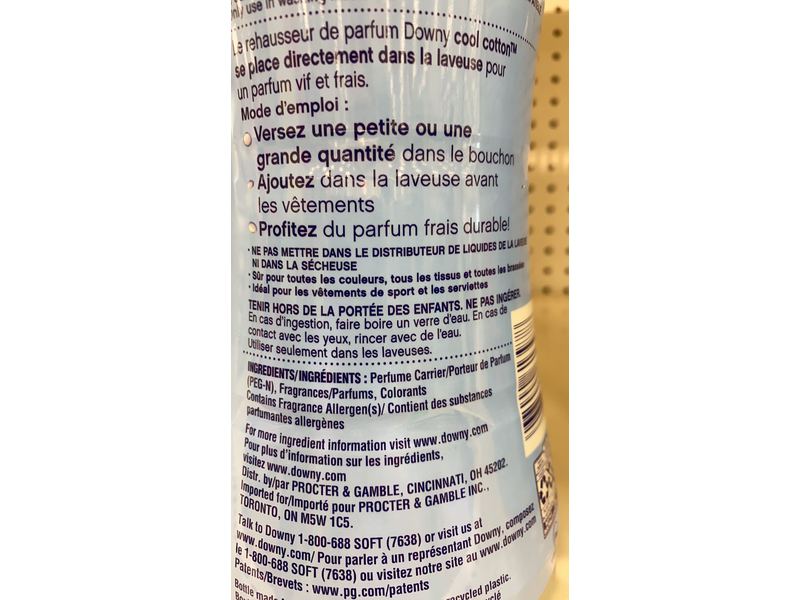 only use in washing
Le rehausseur de parfum Downy cool cotton™
se place directement dans la laveuse pour
un parfum vif et frais.
Mode d'emploi :
Versez une petite ou une
grande quantité dans le bouchon
Ajoutez dans la laveuse avant
les vêtements
Profitez du parfum frais durable!
• NE PAS METTRE DANS LE DISTRIBUTEUR DE LIQUIDES DE LA LAVEUSE
NI DANS LA SÉCHEUSE
• Sûr pour toutes les couleurs, tous les tissus et toutes les brassées
• Idéal pour les vêtements de sport et les serviettes
TENIR HORS DE LA PORTÉE DES ENFANTS. NE PAS INGÉRER.
En cas d'ingestion, faire boire un verre d'eau. En cas de
contact avec les yeux, rincer avec de l'eau.
Utiliser seulement dans les laveuses.
INGREDIENTS/INGRÉDIENTS : Perfume Carrier/Porteur de Parfum
(PEG-N), Fragrances/Parfums, Colorants
Contains Fragrance Allergen(s)/ Contient des substances
parfumantes allergènes
For more ingredient information visit www.downy.com
Pour plus d'information sur les ingrédients,
visitez www.downy.com
Distr. by/par PROCTER & GAMBLE, CINCINNATI, OH 45202.
Imported for/Importé pour PROCTER & GAMBLE INC.,
TORONTO, ON M5W 1C5.
Talk to Downy 1-800-688 SOFT (7638) or visit us at
www.downy.com/ Pour parler à un représentant Downy, composez
le 1-800-688 SOFT (7638) ou visitez notre site au www.downy.com
Patents/Brevets : www.pg.com/patents
Bottle made
recycled plastic.